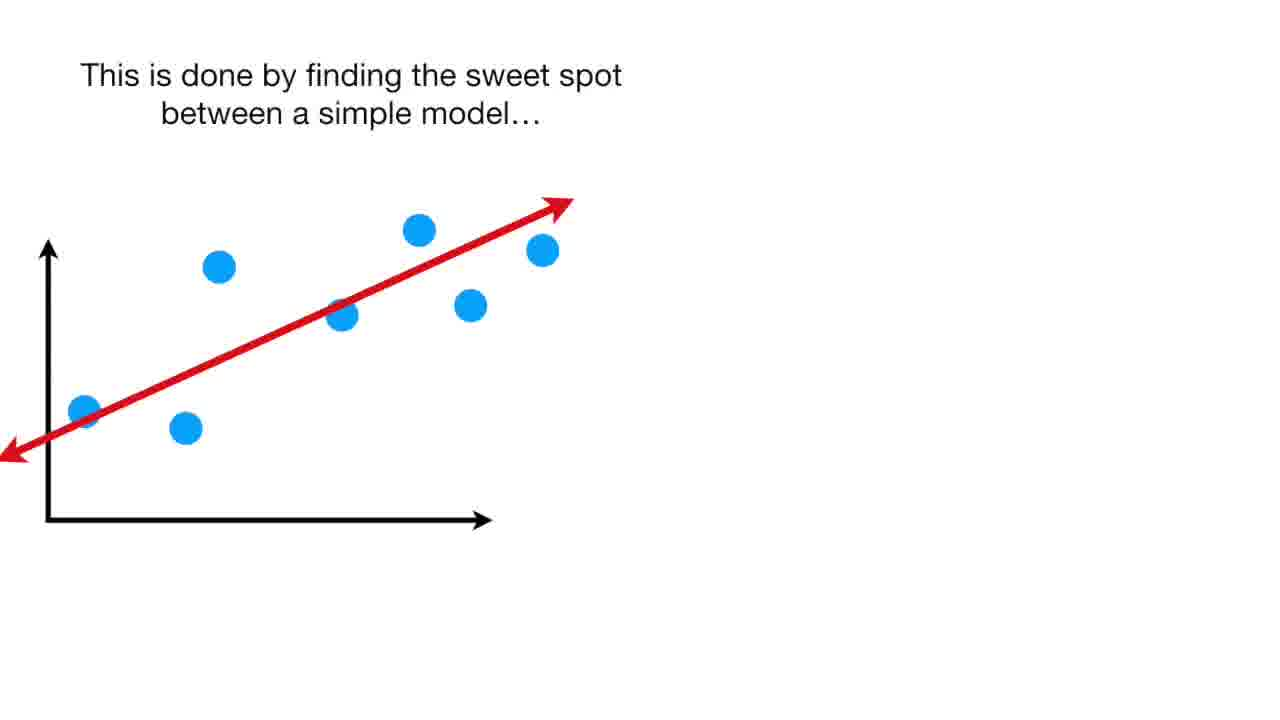 This is done by finding the sweet spot
between a simple model…